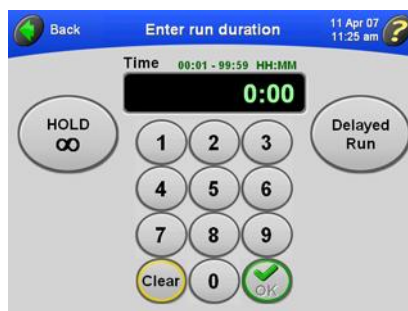 Back
Enter run duration
11 Apr 07
11:25 am
?
Time 00:01 - 99:59 HH:MM
0:00
HOLD
∞
Delayed
Run
1 2 3
4 5 6
7 8 9
Clear 0 OK